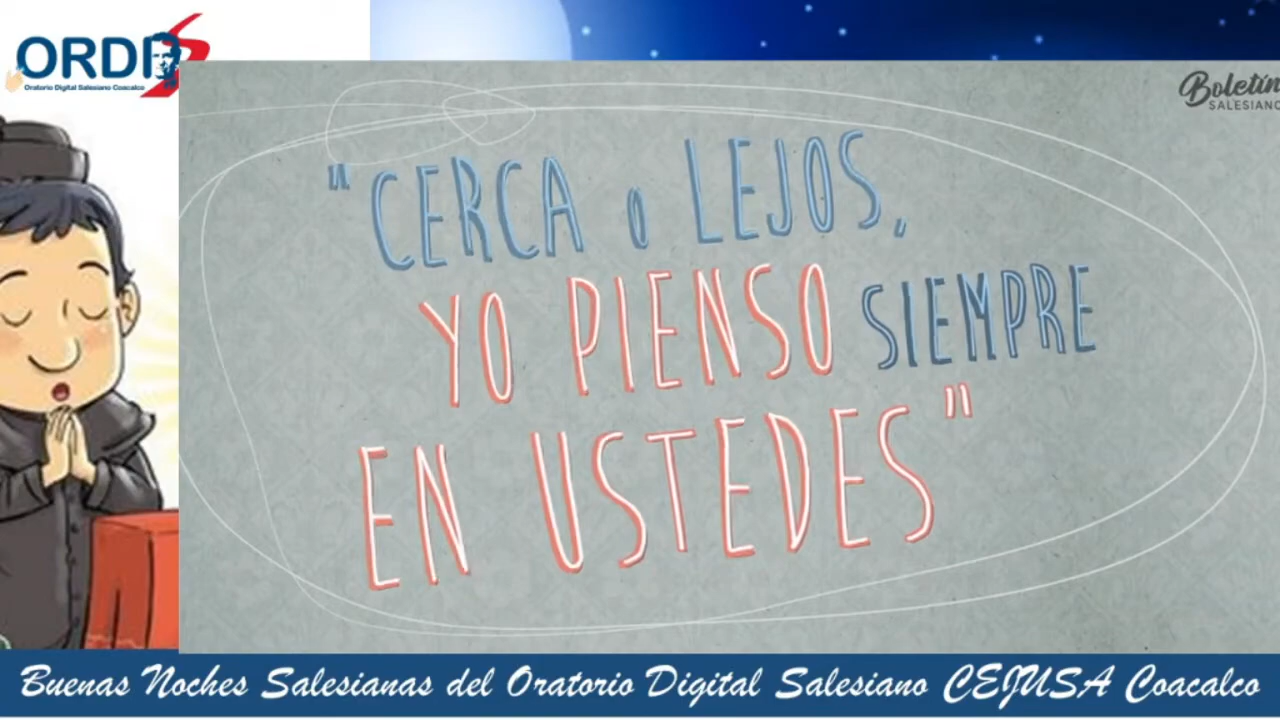 ORDI
Oratorio Digital Salesiano Coacalco
Boletín
SALESIANO
"CERCA o LEJOS,
YO PIENSO SIEMPRE
EN USTEDES"
Buenas Noches Salesianas del Oratorio Digital Salesiano CEJUSA Coacalco